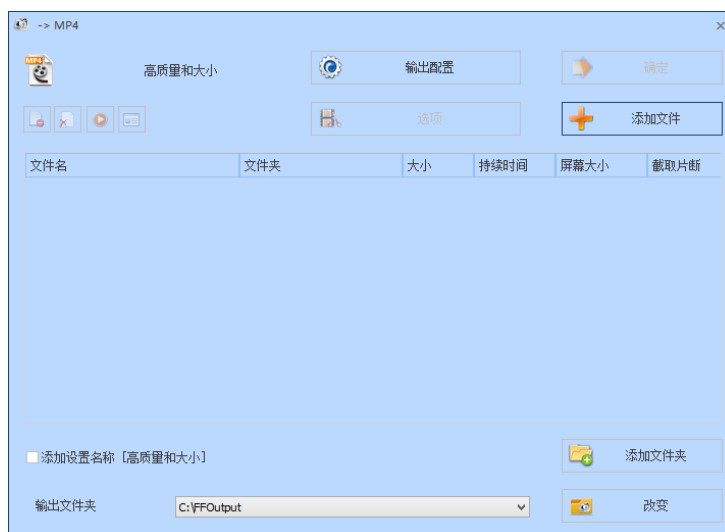 -> MP4
MP4
高质量和大小
输出配置
确定
选项
添加文件
文件名 文件夹 大小 持续时间 屏幕大小 截取片断
添加设置名称 [高质量和大小]
添加文件夹
输出文件夹
C:\FFOutput
改变